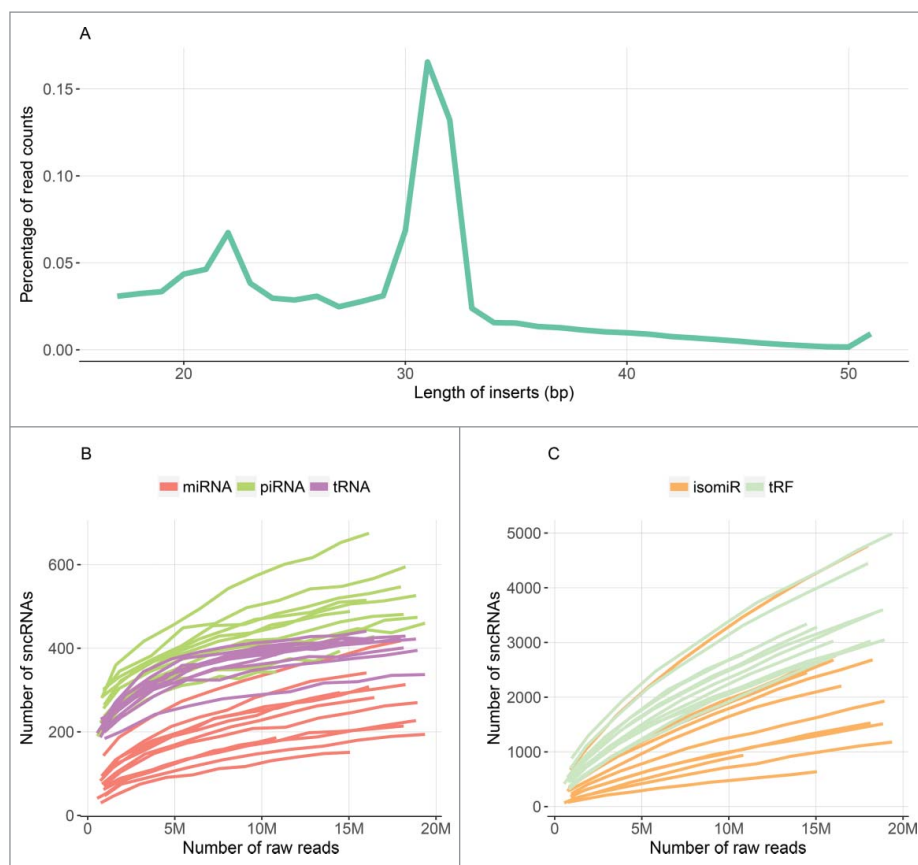 A
Percentage of read counts
0.15
0.10
0.05
0.00
20 30 40 50
Length of inserts (bp)
B
miRNA piRNA tRNA
Number of sncRNAs
600
400
200
0
0 5M 10M 15M 20M
Number of raw reads
C
isomiR tRF
Number of sncRNAs
5000
4000
3000
2000
1000
0
0 5M 10M 15M 20M
Number of raw reads